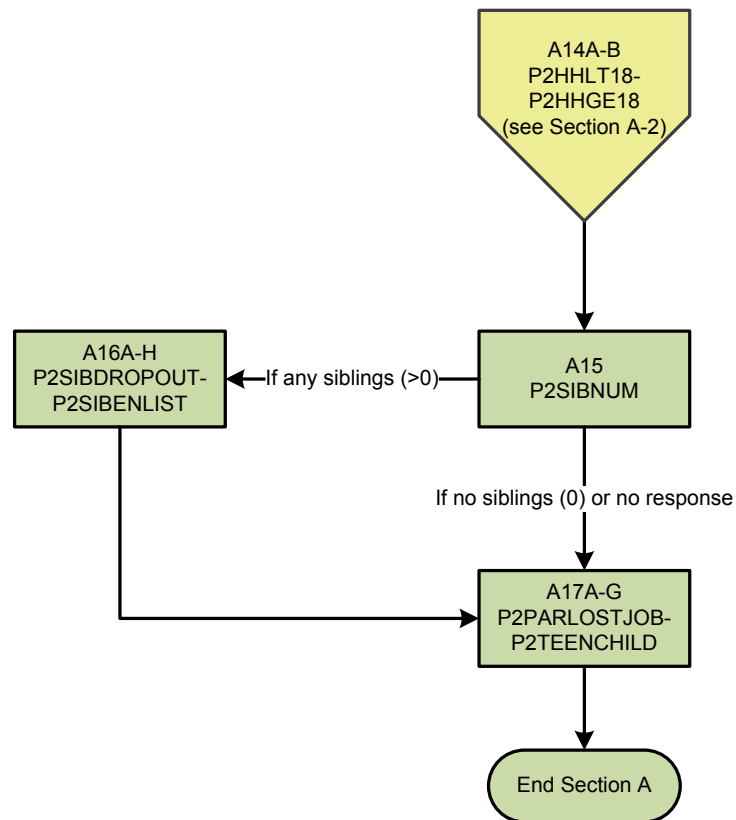 A14A-B
P2HHLT18-
P2HHGE18
(see Section A-2)
A16A-H
P2SIBDROPOUT-
P2SIBENLIST
If any siblings (>0)
A15
P2SIBNUM
If no siblings (0) or no response
A17A-G
P2PARLOSTJOB-
P2TEENCHILD
End Section A